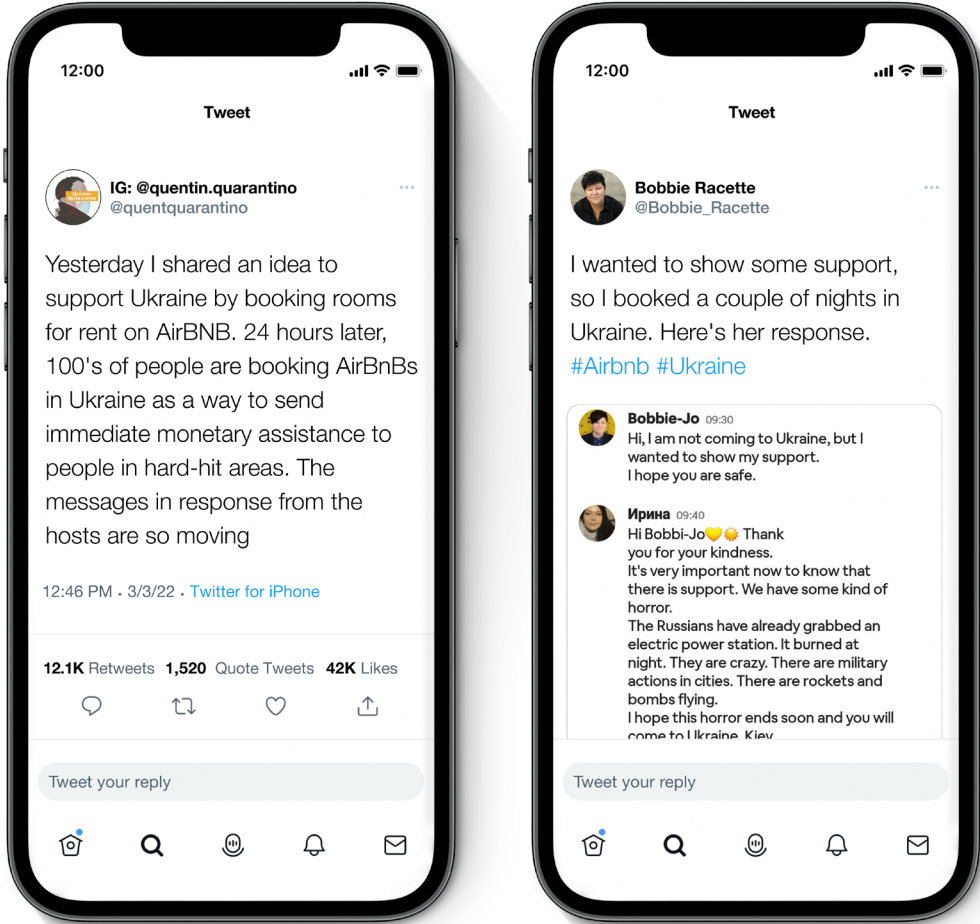 12:00
Tweet
IG: @quentin.quarantino
@quentquarantino
Yesterday I shared an idea to
support Ukraine by booking rooms
for rent on AirBNB. 24 hours later,
100's of people are booking AirBnBs
in Ukraine as a way to send
immediate monetary assistance to
people in hard-hit areas. The
messages in response from the
hosts are so moving
12:46 PM . 3/3/22 . Twitter for iPhone
12.1K Retweets 1,520 Quote Tweets 42K Likes
Tweet your reply
12:00
Tweet
Bobbie Racette
@Bobbie_Racette
I wanted to show some support,
so I booked a couple of nights in
Ukraine. Here's her response.
#Airbnb #Ukraine
Bobbie-Jo 09:30
Hi, I am not coming to Ukraine, but I
wanted to show my support.
I hope you are safe.
Ирина 09:40
Hi Bobbi-Jo💛☀️ Thank
you for your kindness.
It's very important now to know that
there is support. We have some kind of
horror.
The Russians have already grabbed an
electric power station. It burned at
night. They are crazy. There are military
actions in cities. There are rockets and
bombs flying.
I hope this horror ends soon and you will
come to Ukraine, Kiev
Tweet your reply